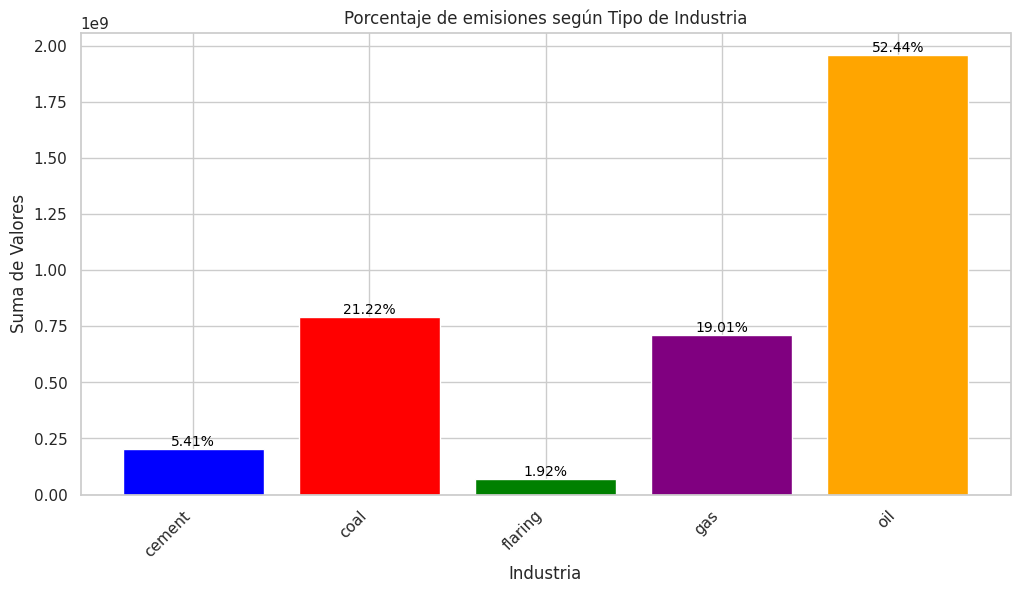 Porcentaje de emisiones según Tipo de Industria
1e9
2.00
1.75
1.50
1.25
1.00
0.75
0.50
0.25
0.00
Suma de Valores
5.41%
21.22%
1.92%
19.01%
52.44%
cement
coal
flaring
gas
oil
Industria